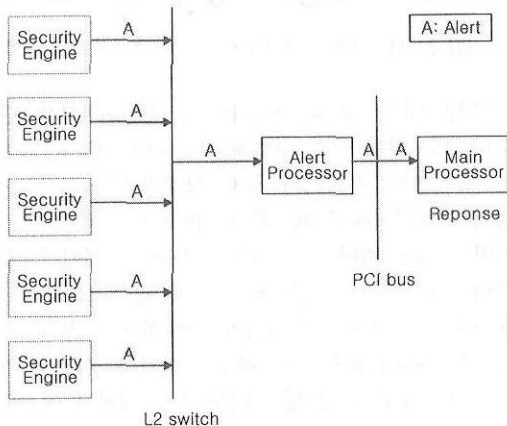 Security
Engine
A
A: Alert
Security
Engine
A
A
Alert
Processor
A
A
Main
Processor
Security
Engine
A
Reponse
PCI bus
Security
Engine
A
Security
Engine
A
L2 switch